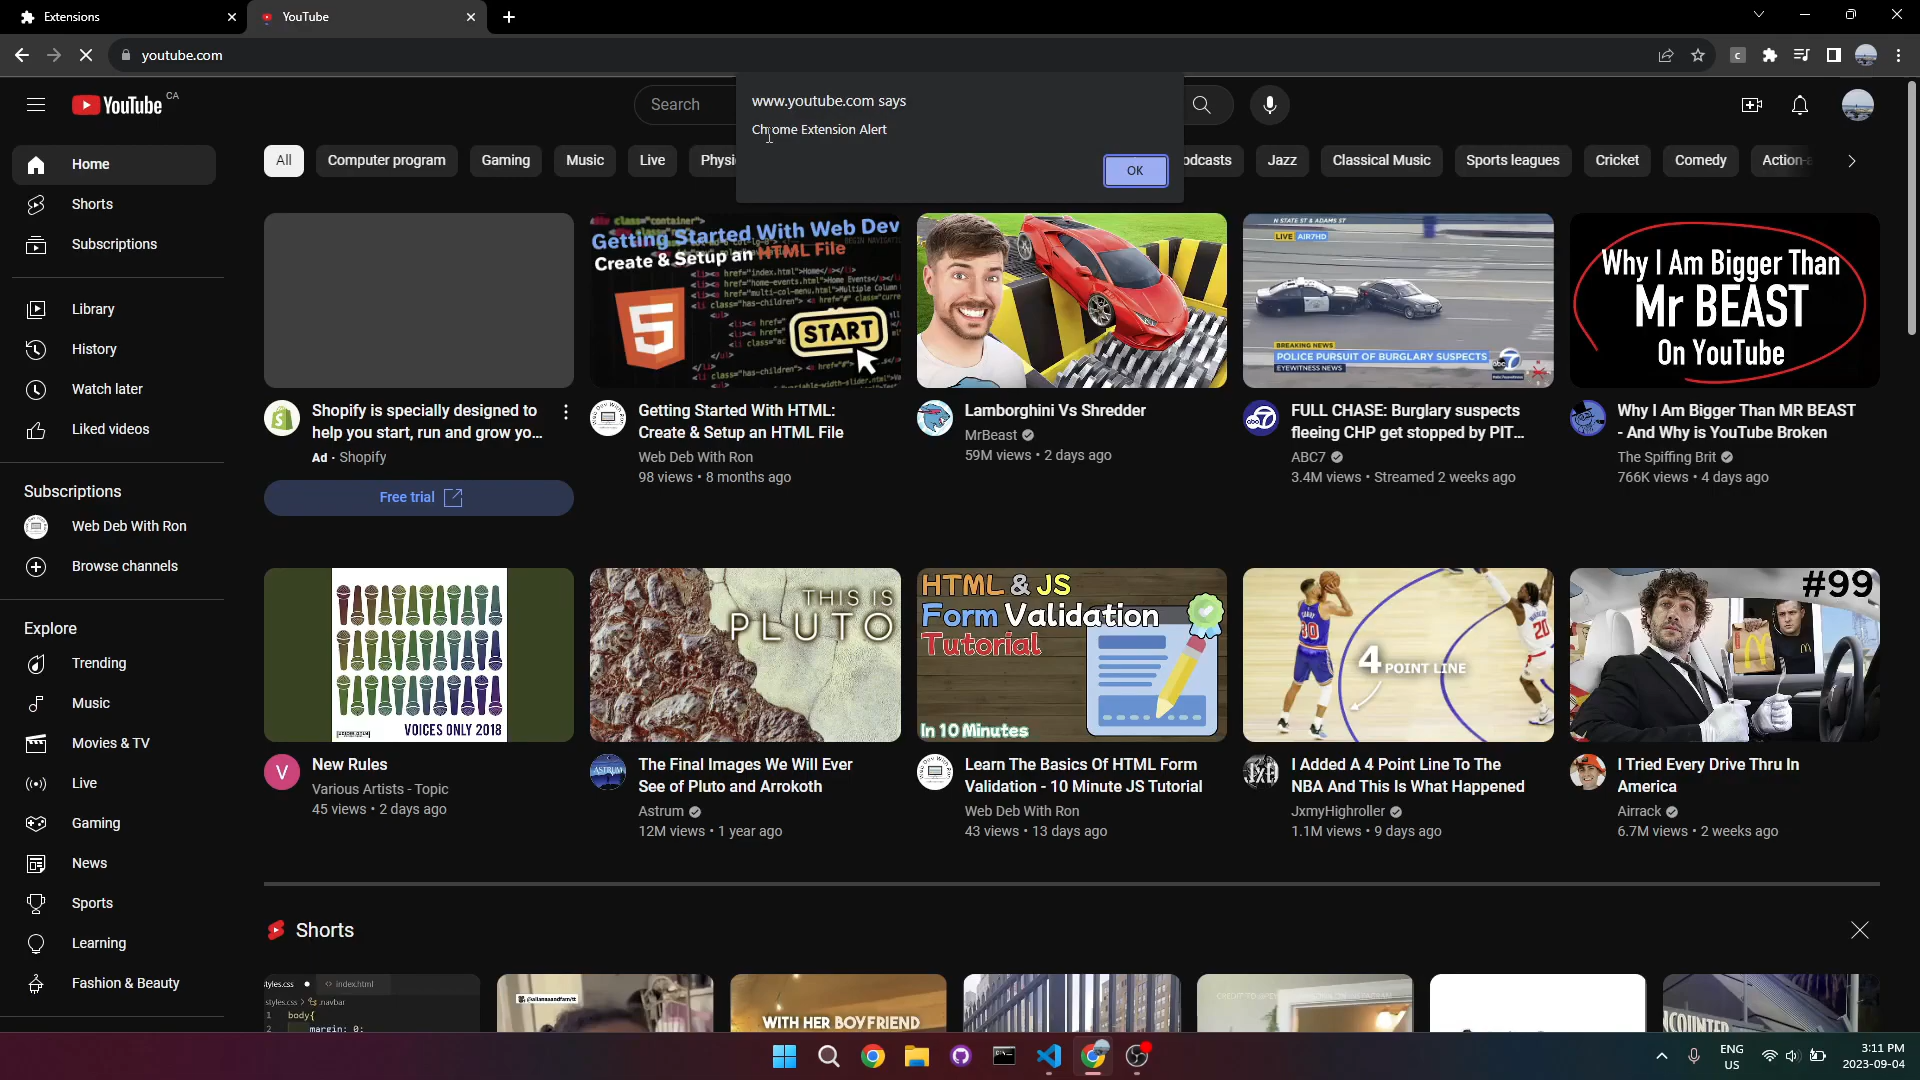 Extensions
YouTube
youtube.com
C
YouTube CA
Search
www.youtube.com says
Chrome Extension Alert
OK
All
Computer program
Gaming
Music
Live
Physi
odcasts
Jazz
Classical Music
Sports leagues
Cricket
Comedy
Action-a
Home
Shorts
Subscriptions
Library
History
Watch later
Liked videos
Subscriptions
Web Deb With Ron
Browse channels
Explore
Trending
Music
Movies & TV
Live
Gaming
News
Sports
Learning
Fashion & Beauty
Shopify is specially designed to
help you start, run and grow yo...
Ad · Shopify
Free trial
Getting Started With Web Dev
Create & Setup an HTML File
START
Getting Started With HTML:
Create & Setup an HTML File
Web Deb With Ron
98 views • 8 months ago
Lamborghini Vs Shredder
MrBeast
59M views • 2 days ago
N STATE ST & ADAMS ST
LIVE AIR7HD
BREAKING NEWS
POLICE PURSUIT OF BURGLARY SUSPECTS
EYEWITNESS NEWS
FULL CHASE: Burglary suspects
fleeing CHP get stopped by PIT...
ABC7
3.4M views • Streamed 2 weeks ago
Why I Am Bigger Than
Mr BEAST
On YouTube
Why I Am Bigger Than MR BEAST
- And Why is YouTube Broken
The Spiffing Brit
766K views • 4 days ago
VOICES ONLY 2018
V
New Rules
Various Artists - Topic
45 views • 2 days ago
THIS IS
PLUTO
ASTRUM
The Final Images We Will Ever
See of Pluto and Arrokoth
Astrum
12M views • 1 year ago
HTML & JS
Form Validation
Tutorial
In 10 Minutes
Learn The Basics Of HTML Form
Validation - 10 Minute JS Tutorial
Web Deb With Ron
43 views • 13 days ago
30
20
4 POINT LINE
JxH
I Added A 4 Point Line To The
NBA And This Is What Happened
JxmyHighroller
1.1M views • 9 days ago
#99
I Tried Every Drive Thru In
America
Airrack
6.7M views • 2 weeks ago
Shorts
styles.css
index.html
styles.css > .navbar
1 body{
2 margin: 0;
WITH HER BOYFRIEND
ENG
US
3:11 PM
2023-09-04